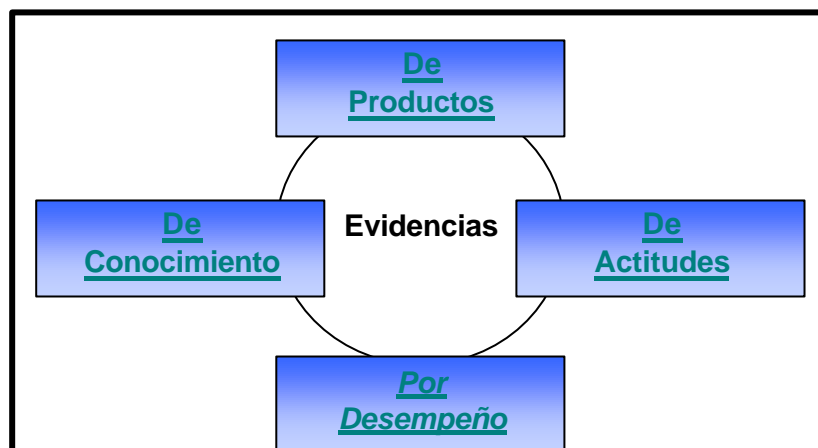 De
Productos
Evidencias
De
Conocimiento
De
Actitudes
Por
Desempeño